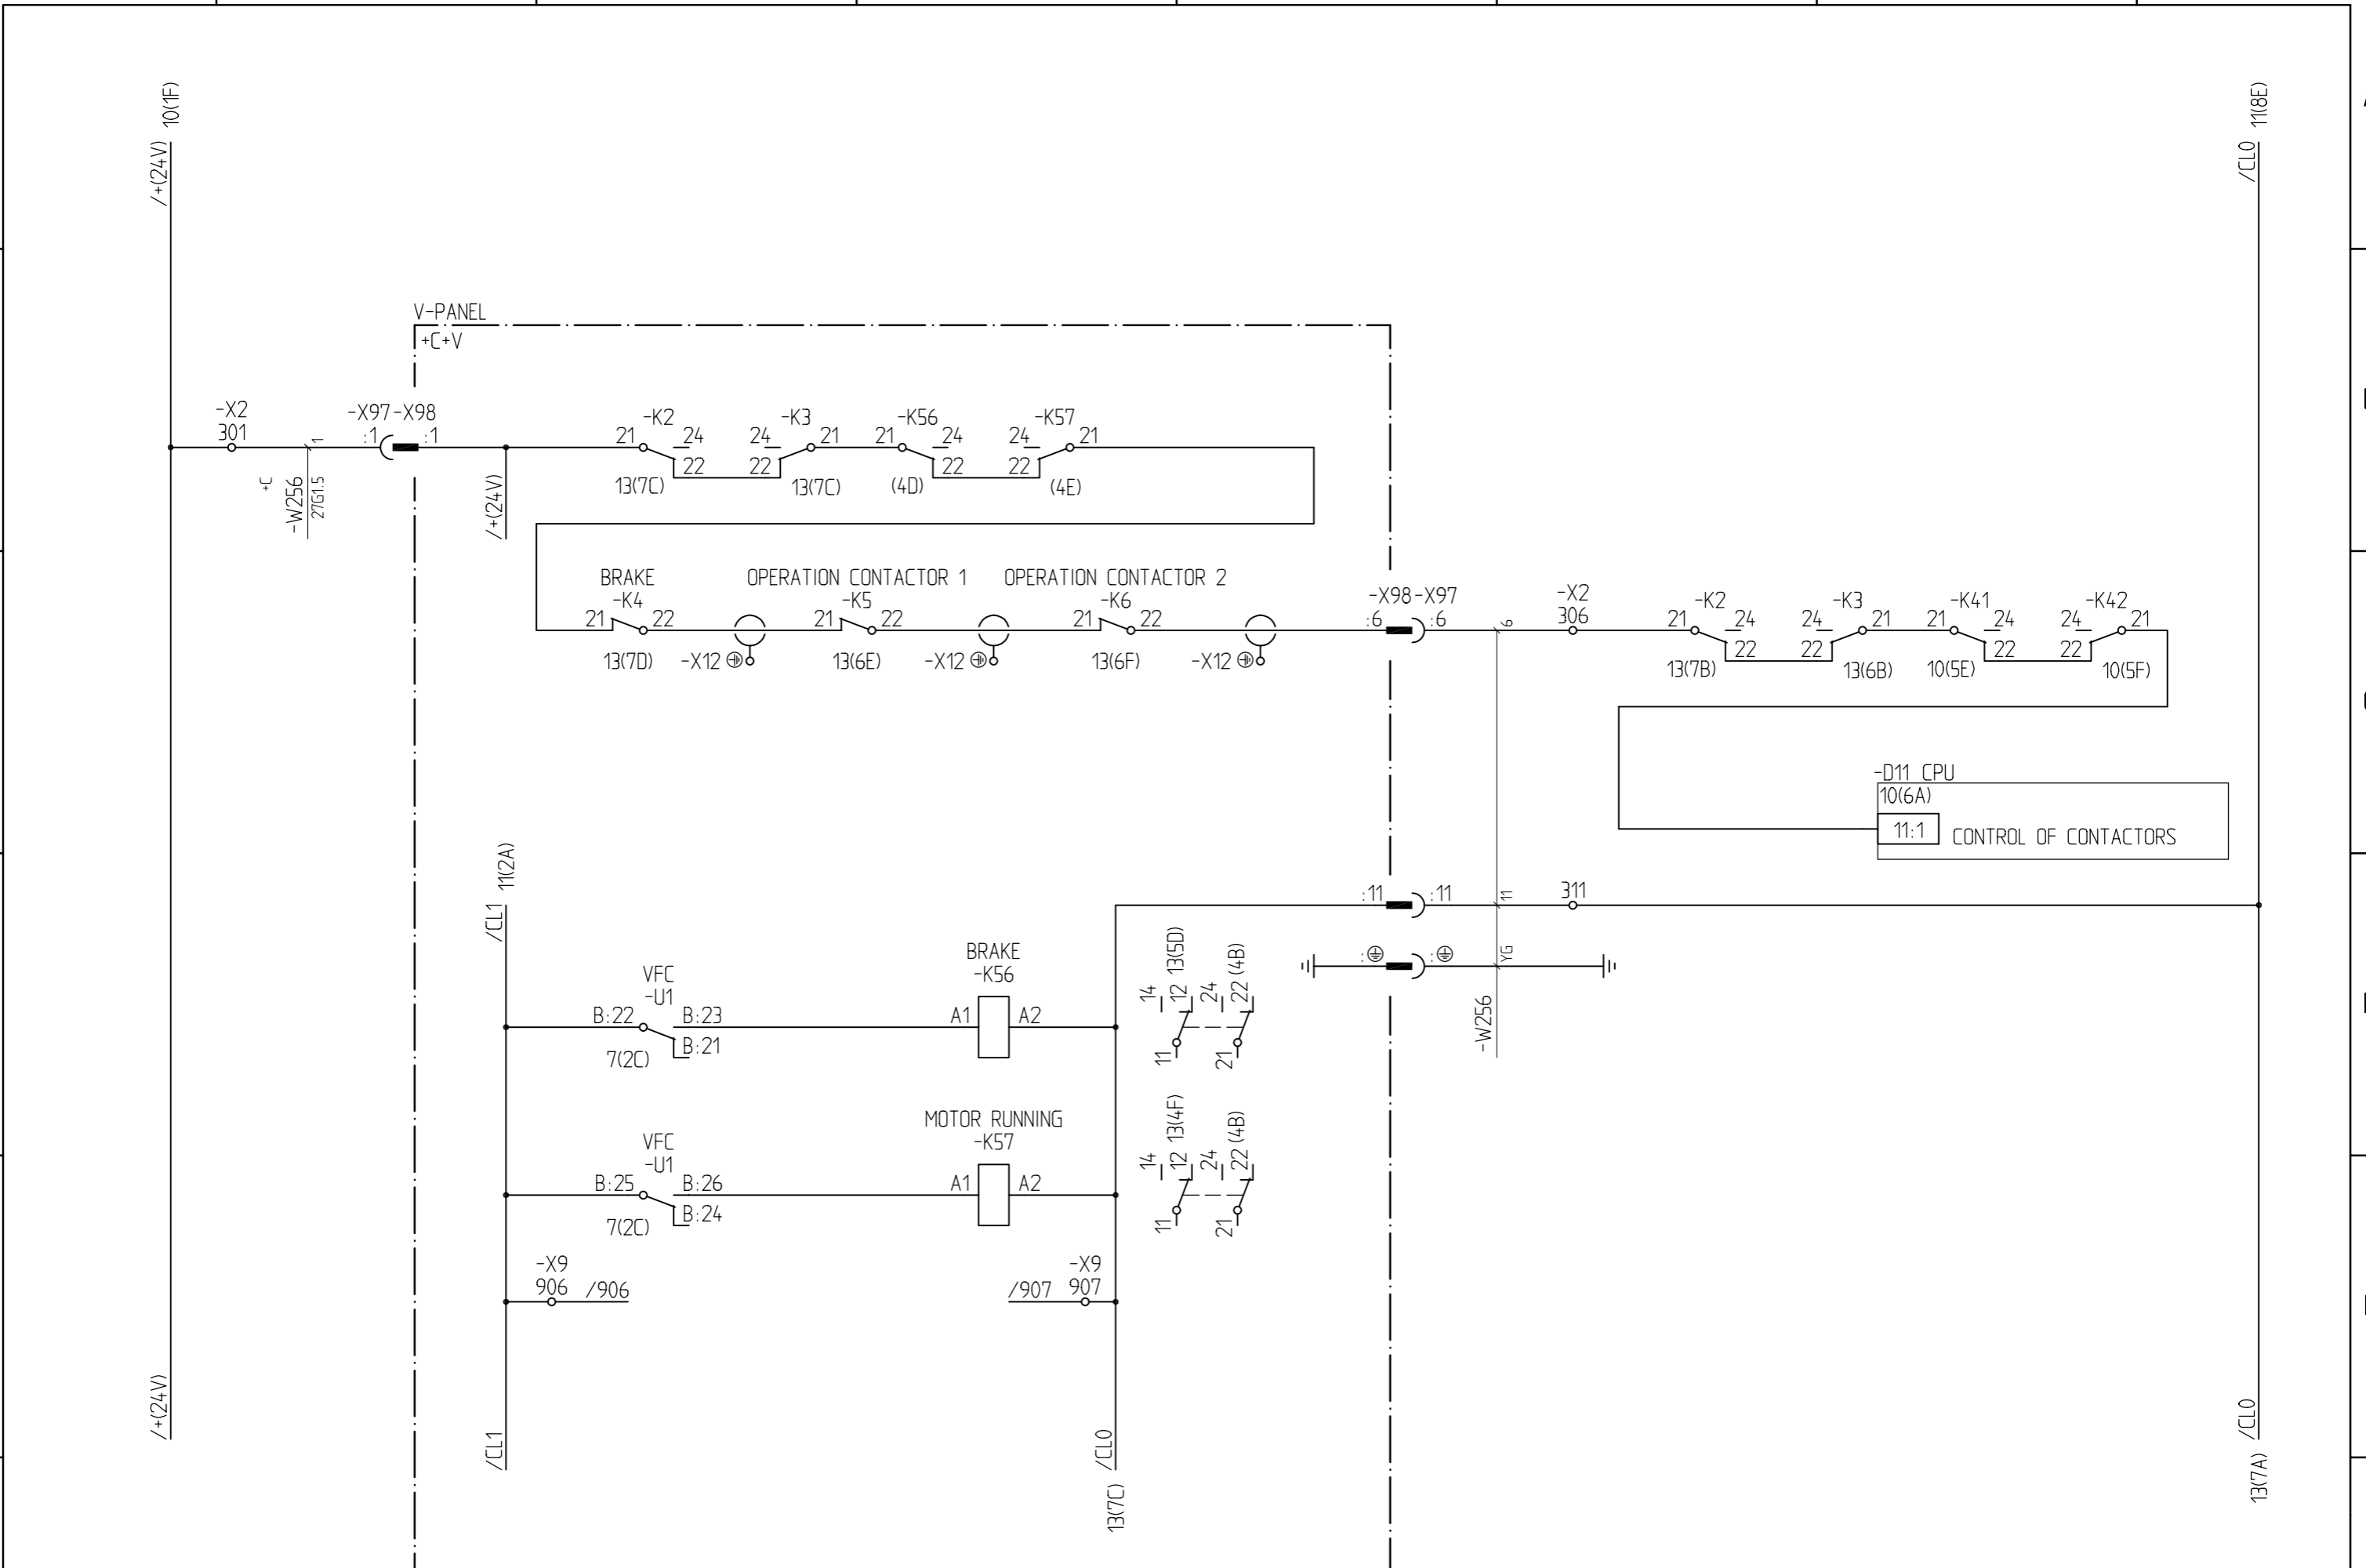 /+(24V) 10(1F)
/CL0 11(8E)
V-PANEL
+C+V
-X2
301
+C
-W256
27G1.5
1
-X97-X98
:1 :1
/+(24V)
-K2
21 24
22
13(7C)
-K3
24 21
22
13(7C)
-K56
21 24
22
(4D)
-K57
24 21
22
(4E)
BRAKE
-K4
21 22
13(7D)
-X12
OPERATION CONTACTOR 1
-K5
21 22
13(6E)
-X12
OPERATION CONTACTOR 2
-K6
21 22
13(6F)
-X12
-X98-X97
:6 :6
6
-X2
306
-K2
21 24
22
13(7B)
-K3
24 21
22
13(6B)
-K41
21 24
22
10(5E)
-K42
24 21
22
10(5F)
-D11 CPU
10(6A)
11:1 CONTROL OF CONTACTORS
/CL1 11(2A)
:11 :11
11
311
: :
YG
-W256
VFC
-U1
B:22 B:23
B:21
7(2C)
BRAKE
-K56
A1 A2
14
12 13(5D)
24
22 (4B)
11
21
VFC
-U1
B:25 B:26
B:24
7(2C)
MOTOR RUNNING
-K57
A1 A2
14
12 13(4F)
24
22 (4B)
11
21
-X9
906 /906
-X9
/907 907
/+(24V)
/CL1
13(7C) /CL0
13(7A) /CL0